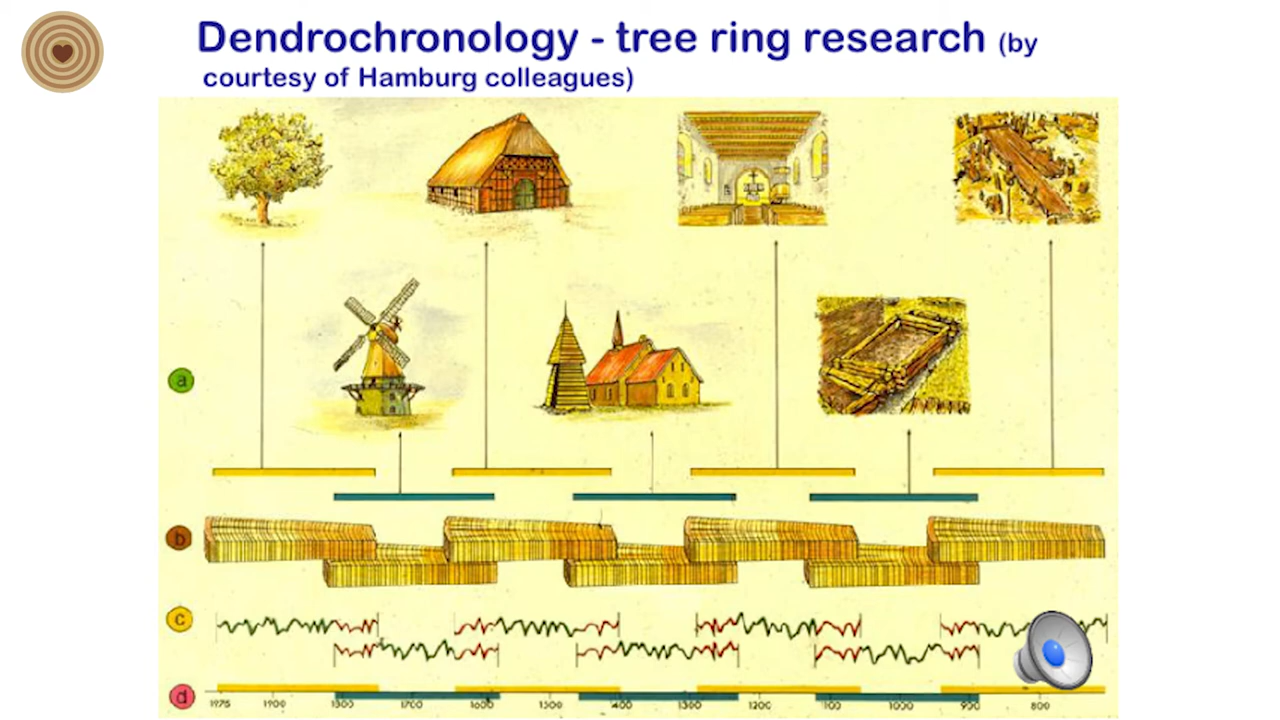 Dendrochronology - tree ring research (by
courtesy of Hamburg colleagues)
a
b
c
d
1975 1900 1800 1700 1600 1500 1400 1300 1200 1100 1000 900 800